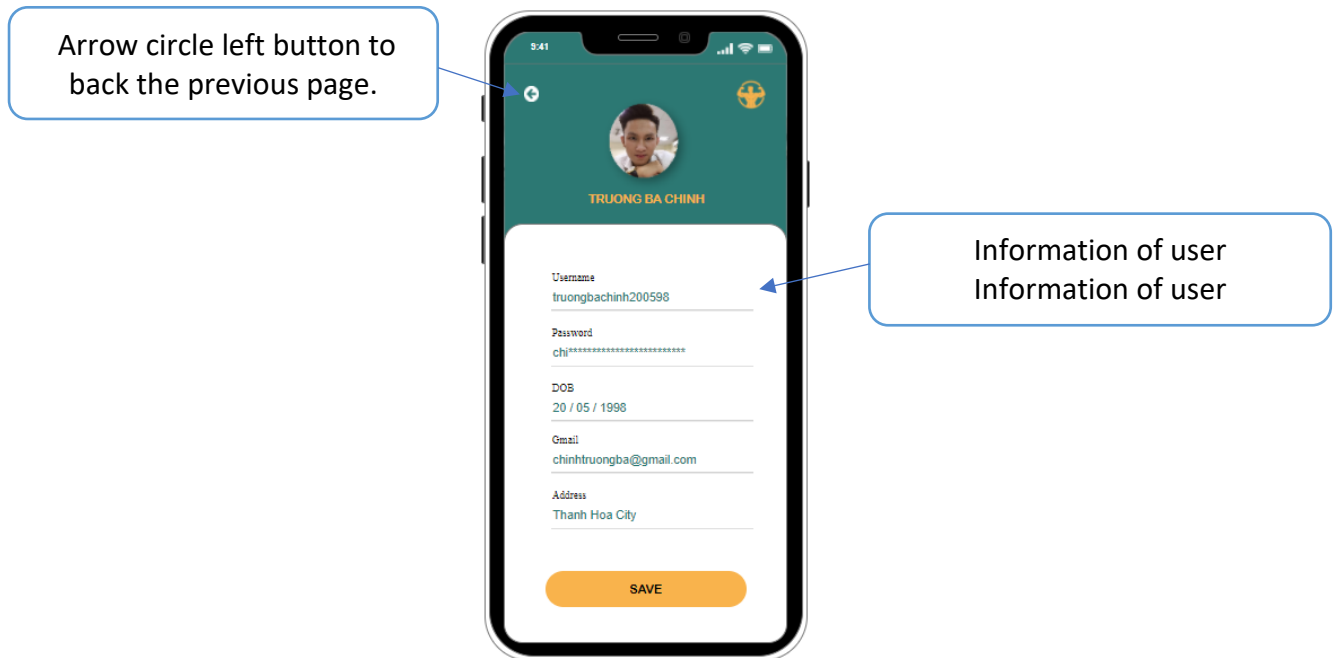 Arrow circle left button to
back the previous page.
9:41
TRUONG BA CHINH
Information of user
Information of user
Username
truongbachinh200598
Password
chi*************************
DOB
20 / 05 / 1998
Gmail
chinhtruongba@gmail.com
Address
Thanh Hoa City
SAVE